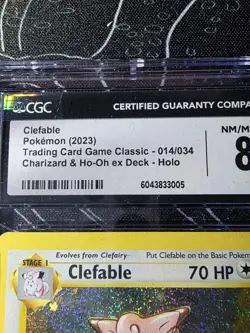 CGC
CERTIFIED GUARANTY COMPA
Clefable
Pokémon (2023)
Trading Card Game Classic - 014/034
Charizard & Ho-Oh ex Deck - Holo
NM/M
8
6043833005
Evolves from Clefairy
Put Clefable on the Basic Pokém
STAGE 1
Clefable
70 HP